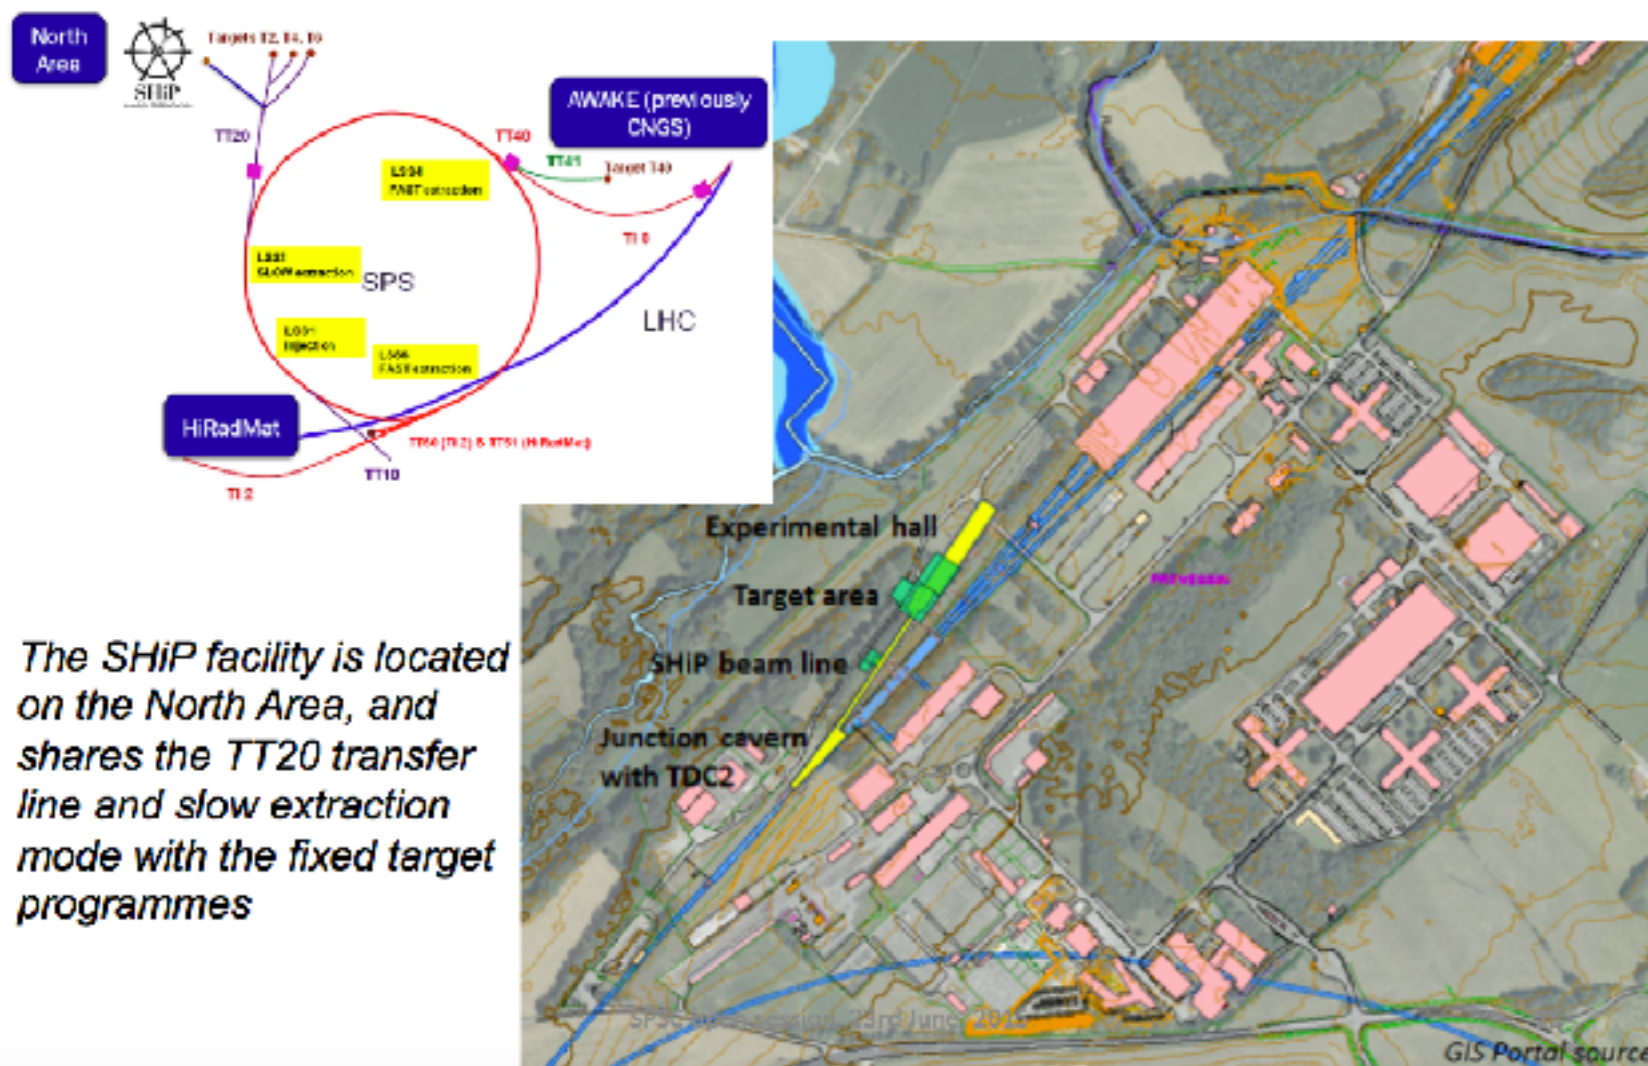 North
Area
SHiP
Targets T2, T4, T6
TT20
AWAKE (previously
CNGS)
TT40
TT41
Target T40
LSS4
FAST extraction
TI 8
LSS2
SLOW extraction
SPS
LHC
LSS1
Injection
LSS6
FAST extraction
HiRadMat
TT60 (TI 2) & TT61 (HiRadMat)
TT10
TI 2
The SHiP facility is located
on the North Area, and
shares the TT20 transfer
line and slow extraction
mode with the fixed target
programmes
Experimental hall
Target area
SHiP beam line
Junction cavern
with TDC2
PREVESSIN
session, 23rd June,
GIS Portal source